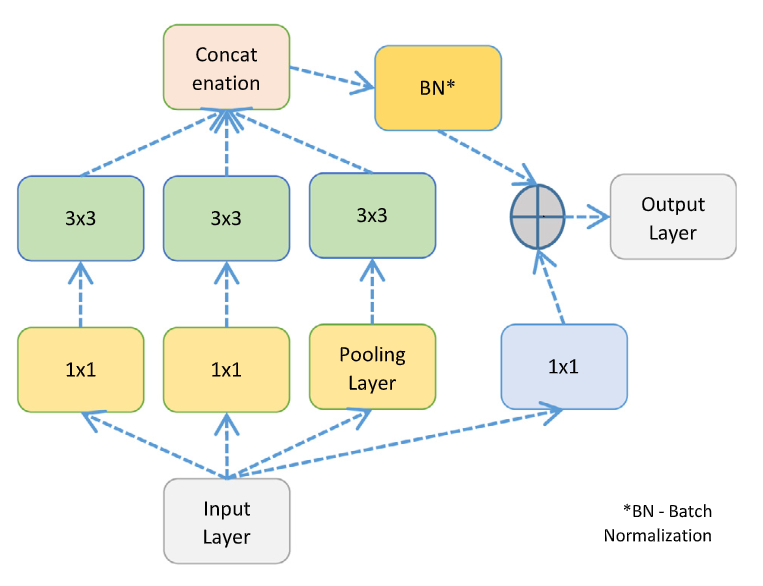 Concat
enation
BN*
3x3
3x3
3x3
Output
Layer
1x1
1x1
Pooling
Layer
1x1
Input
Layer
*BN - Batch
Normalization